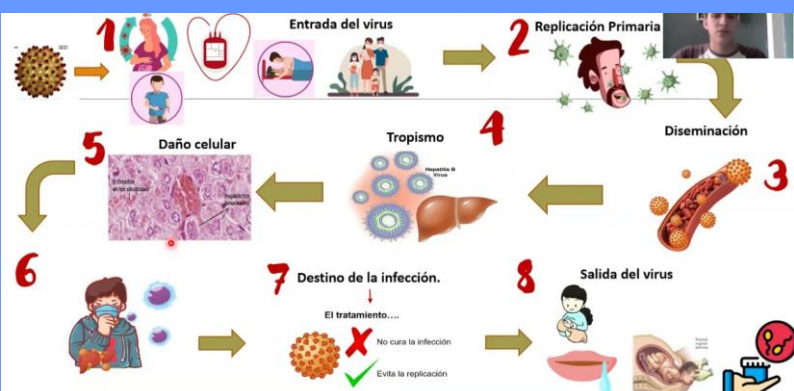 1
Entrada del virus
2
Replicación Primaria
Diseminación
3
4
Tropismo
Hepatitis B
Virus
5
Daño celular
6
7
Destino de la infección.
El tratamiento....
No cura la infección
Evita la replicación
8
Salida del virus